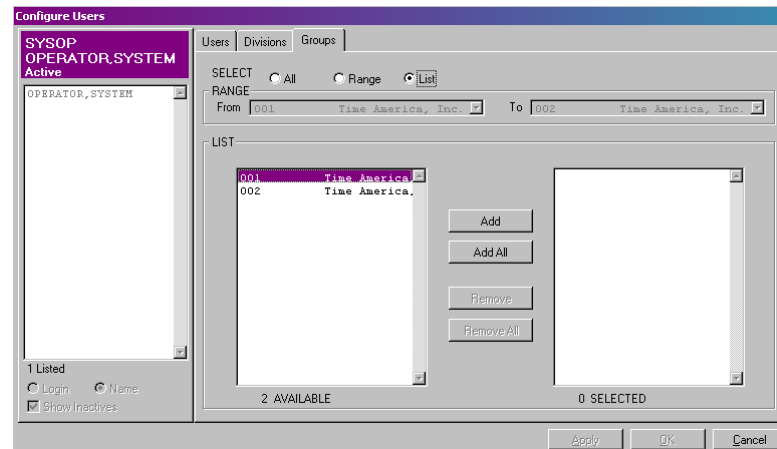 Configure Users
SYSOP
OPERATOR,SYSTEM
Active
OPERATOR,SYSTEM
1 Listed
Login Name
Show Inactives
Users Divisions Groups
SELECT All Range List
RANGE
From 001 Time America, Inc. To 002 Time America, Inc.
LIST
001 Time America,
002 Time America,
Add
Add All
Remove
Remove All
2 AVAILABLE 0 SELECTED
Apply OK Cancel